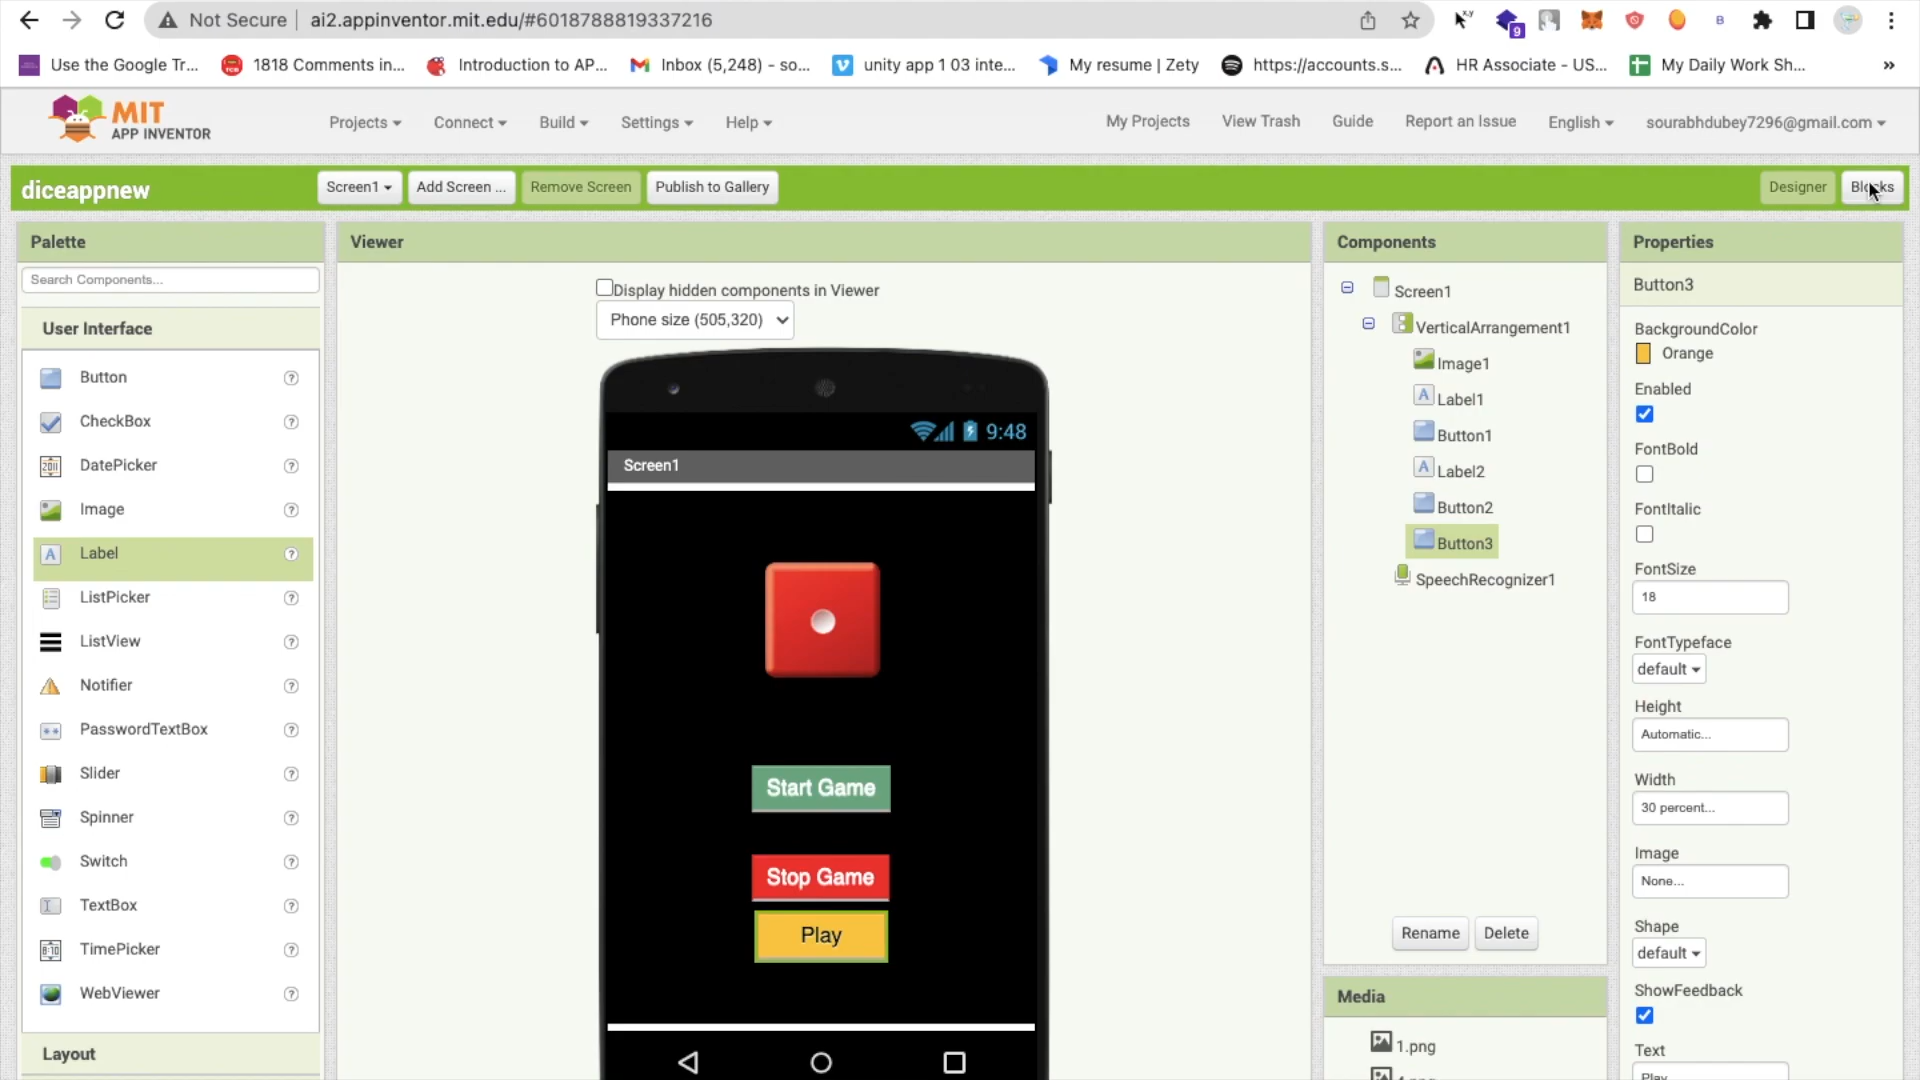 Not Secure
ai2.appinventor.mit.edu/#6018788819337216
9
B
Use the Google Tr...
1818 Comments in...
Introduction to AP...
Inbox (5,248) - so...
unity app 1 03 inte...
My resume | Zety
https://accounts.s...
HR Associate - US...
My Daily Work Sh...
»
MIT
APP INVENTOR
Projects
Connect
Build
Settings
Help
My Projects
View Trash
Guide
Report an Issue
English
sourabhdubey7296@gmail.com
diceappnew
Screen1
Add Screen ...
Remove Screen
Publish to Gallery
Designer
Blocks
Palette
Search Components...
User Interface
Button
CheckBox
DatePicker
Image
Label
ListPicker
ListView
Notifier
PasswordTextBox
Slider
Spinner
Switch
TextBox
TimePicker
WebViewer
Layout
Viewer
Display hidden components in Viewer
Phone size (505,320)
9:48
Screen1
Start Game
Stop Game
Play
Components
Screen1
VerticalArrangement1
Image1
Label1
Button1
Label2
Button2
Button3
SpeechRecognizer1
Rename
Delete
Media
1.png
Properties
Button3
BackgroundColor
Orange
Enabled
FontBold
FontItalic
FontSize
18
FontTypeface
default
Height
Automatic...
Width
30 percent...
Image
None...
Shape
default
ShowFeedback
Text
Play